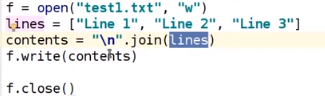 f = open("test1.txt", "w")
lines = ["Line 1", "Line 2", "Line 3"]
contents = "\n".join(lines)
f.write(contents)
f.close()